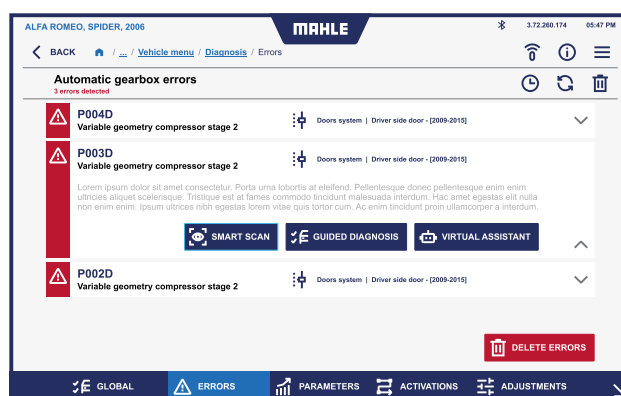 ALFA ROMEO, SPIDER, 2006
MAHLE
3.72.260.174
05:47 PM
BACK / ... / Vehicle menu / Diagnosis / Errors
Automatic gearbox errors
3 errors detected
P004D
Variable geometry compressor stage 2
Doors system | Driver side door - [2009-2015]
P003D
Variable geometry compressor stage 2
Doors system | Driver side door - [2009-2015]
Lorem ipsum dolor sit amet consectetur. Porta urna lobortis at eleifend. Pellentesque donec pellentesque enim enim
ultricies aliquet scelerisque. Tristique est at fames commodo tincidunt malesuada interdum. Hac amet egestas elit nulla
non enim enim. Ipsum ultrices nibh egestas lorem vitae quis tortor cum. Ac enim tincidunt proin ullamcorper a interdum.
SMART SCAN
GUIDED DIAGNOSIS
VIRTUAL ASSISTANT
P002D
Variable geometry compressor stage 2
Doors system | Driver side door - [2009-2015]
DELETE ERRORS
GLOBAL
ERRORS
PARAMETERS
ACTIVATIONS
ADJUSTMENTS